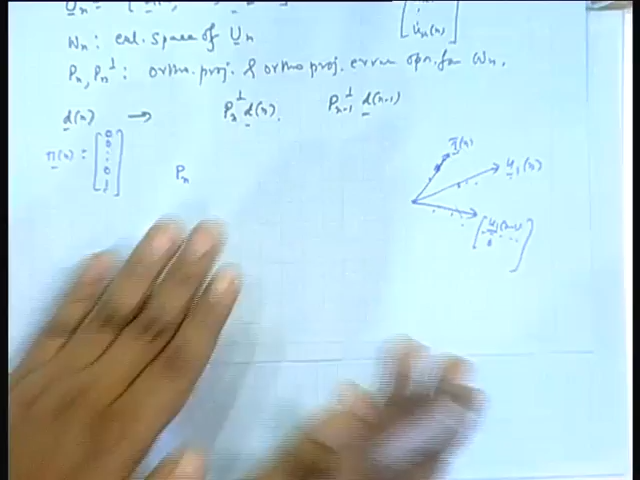 Wₙ : col. space of Uₙ
Pₙ, Pₙ⊥ : ortho. proj. & ortho proj. error opr. for Wₙ.
d(n) → Pₙ⊥ d(n). Pₙ₋₁⊥ d(n-1)
π(n) = [0 0 : 0 1]
Pₙ
π(n)
u₁(n)